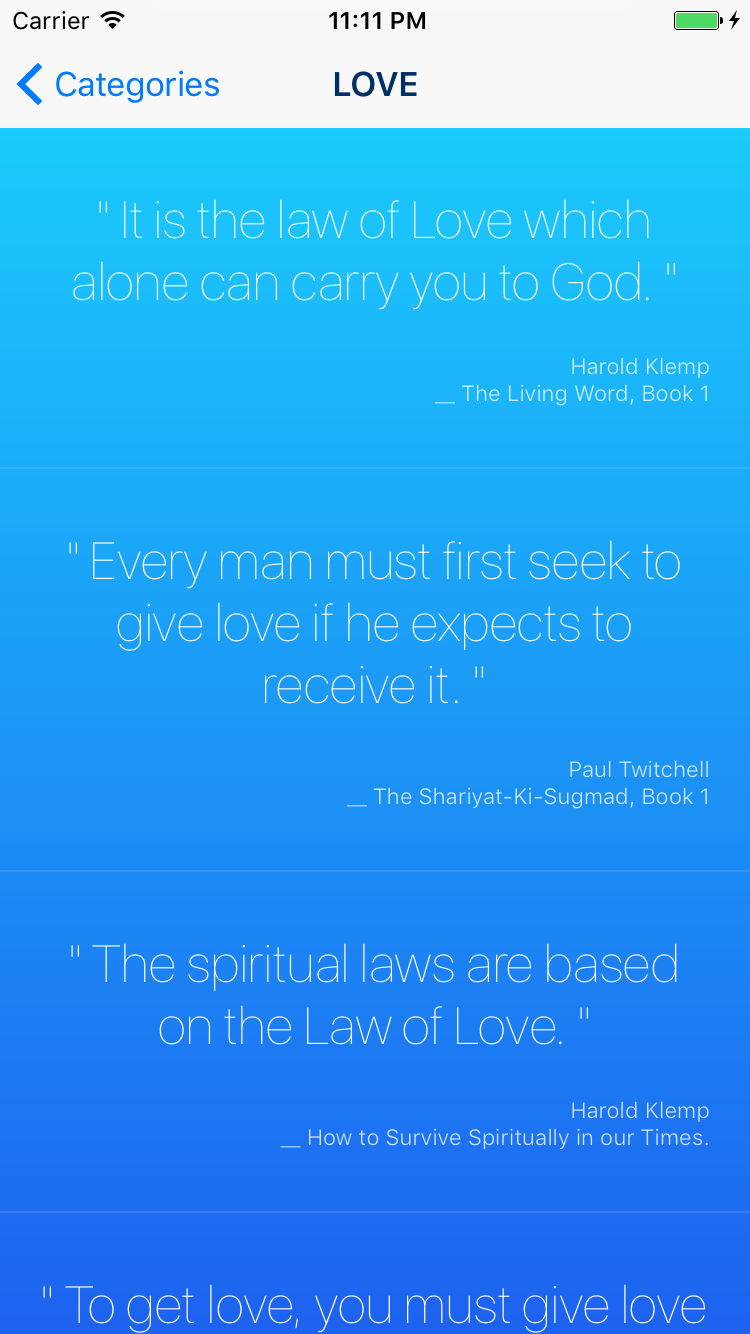 Carrier 11:11 PM
Categories LOVE
" It is the law of Love which
alone can carry you to God. "
Harold Klemp
__ The Living Word, Book 1
" Every man must first seek to
give love if he expects to
receive it. "
Paul Twitchell
__ The Shariyat-Ki-Sugmad, Book 1
" The spiritual laws are based
on the Law of Love. "
Harold Klemp
__ How to Survive Spiritually in our Times.
" To get love, you must give love